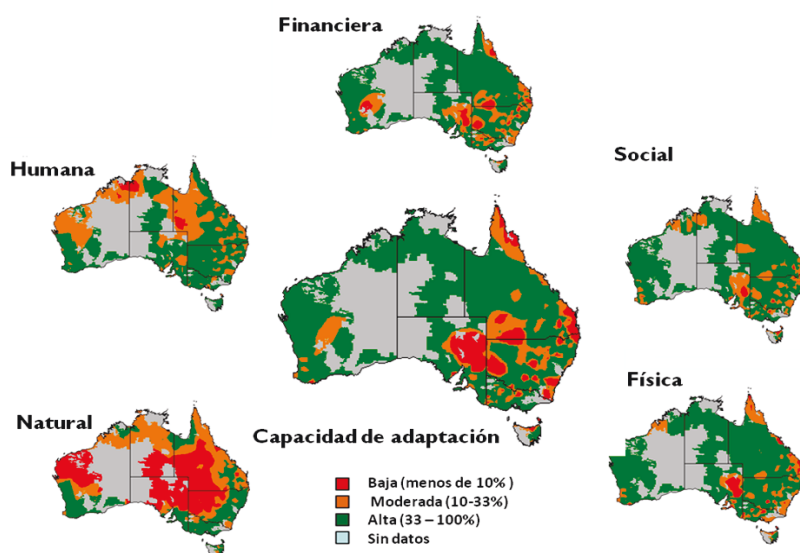 Financiera
Humana
Social
Natural
Física
Capacidad de adaptación
Baja (menos de 10% )
Moderada (10-33%)
Alta (33 – 100%)
Sin datos